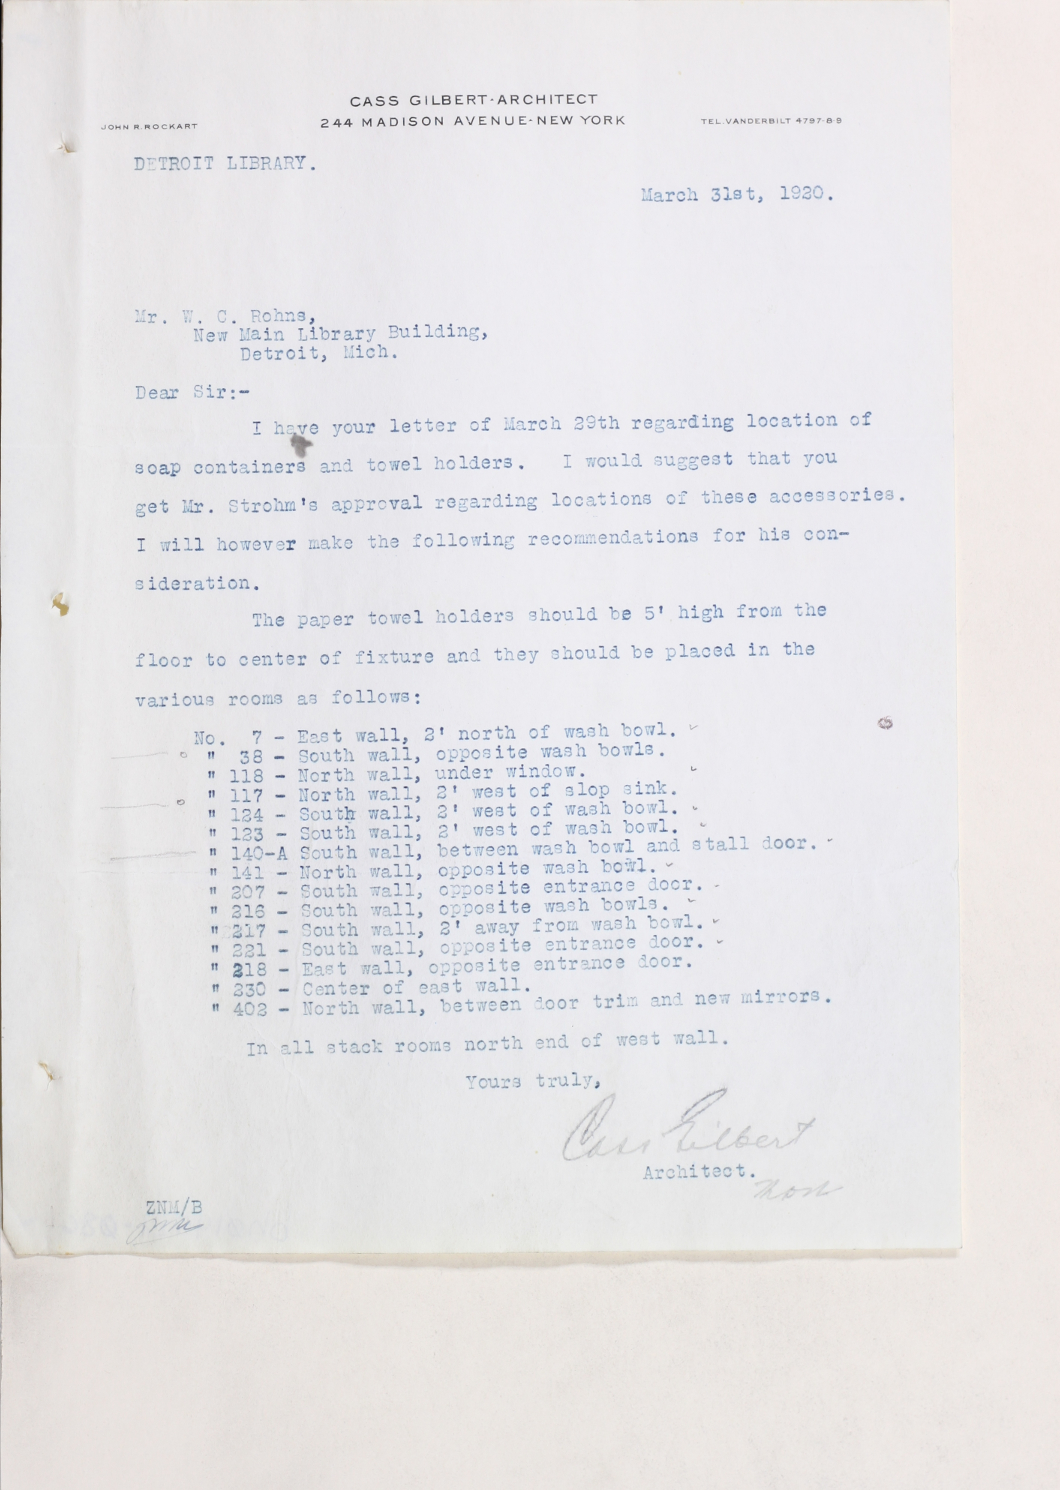 CASS GILBERT-ARCHITECT
JOHN R. ROCKART 244 MADISON AVENUE-NEW YORK TEL. VANDERBILT 4797-8-9
DETROIT LIBRARY.
March 31st, 1920.
Mr. W. C. Rohns,
New Main Library Building,
Detroit, Mich.
Dear Sir:-
I have your letter of March 29th regarding location of
soap containers and towel holders. I would suggest that you
get Mr. Strohm's approval regarding locations of these accessories.
I will however make the following recommendations for his con-
sideration.
The paper towel holders should be 5' high from the
floor to center of fixture and they should be placed in the
various rooms as follows:
No. 7 - East wall, 2' north of wash bowl.
" 38 - South wall, opposite wash bowls.
" 118 - North wall, under window.
" 117 - North wall, 2' west of slop sink.
" 124 - South wall, 2' west of wash bowl.
" 123 - South wall, 2' west of wash bowl.
" 140-A South wall, between wash bowl and stall door.
" 141 - North wall, opposite wash bowl.
" 207 - South wall, opposite entrance door.
" 216 - South wall, opposite wash bowls.
" 217 - South wall, 2' away from wash bowl.
" 221 - South wall, opposite entrance door.
" 218 - East wall, opposite entrance door.
" 230 - Center of east wall.
" 402 - North wall, between door trim and new mirrors.
In all stack rooms north end of west wall.
Yours truly,
Cass Gilbert
Architect.
ZNM/B